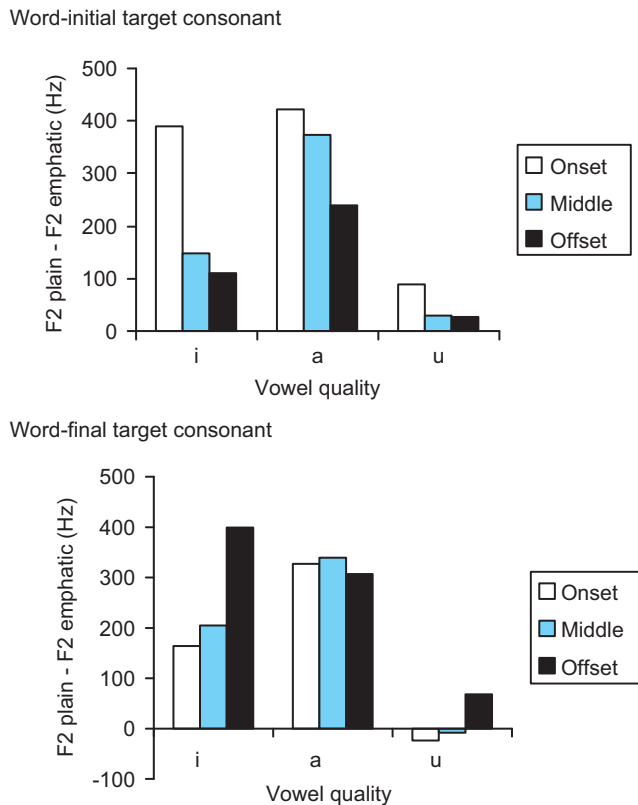 Word-initial target consonant
F2 plain - F2 emphatic (Hz)
500
400
300
200
100
0
i a u
Vowel quality
Onset
Middle
Offset
Word-final target consonant
F2 plain - F2 emphatic (Hz)
500
400
300
200
100
0
-100
i a u
Vowel quality
Onset
Middle
Offset